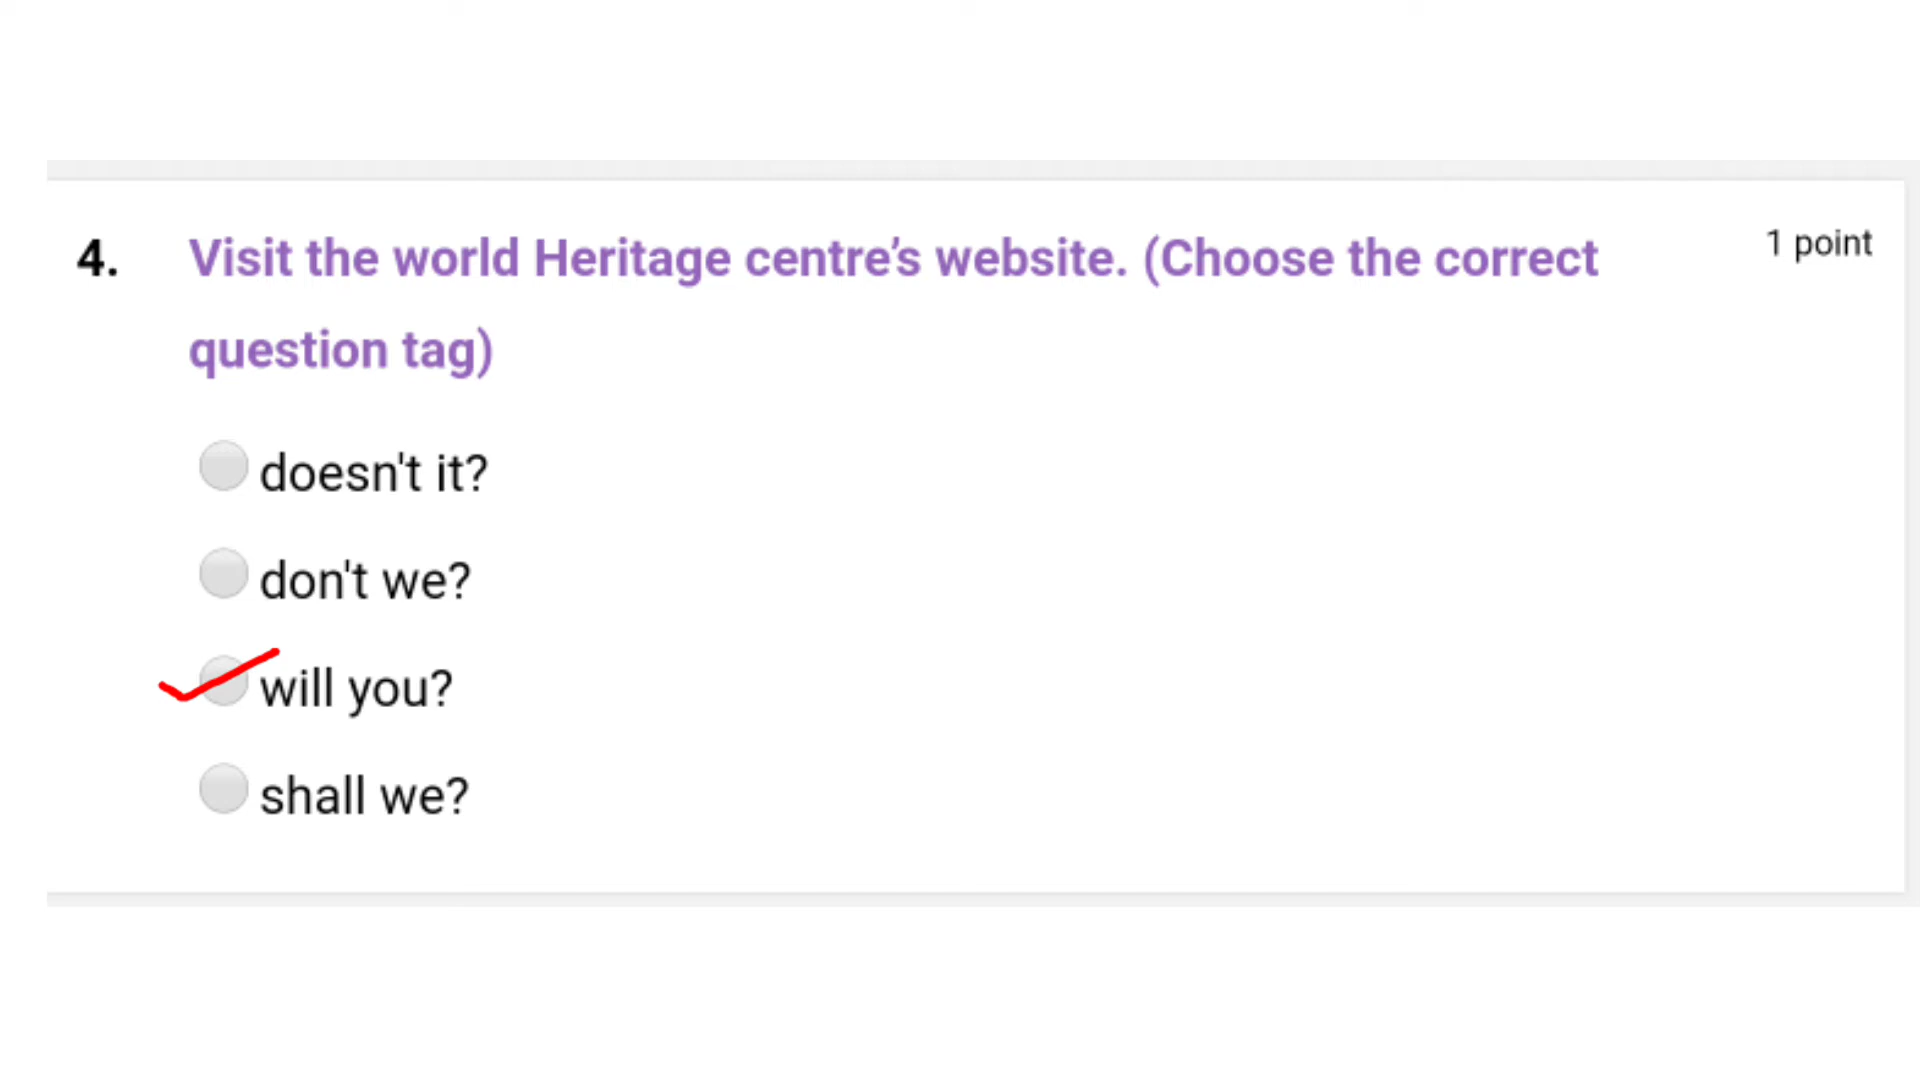 4. Visit the world Heritage centre’s website. (Choose the correct 1 point
question tag)
doesn't it?
don't we?
will you?
shall we?